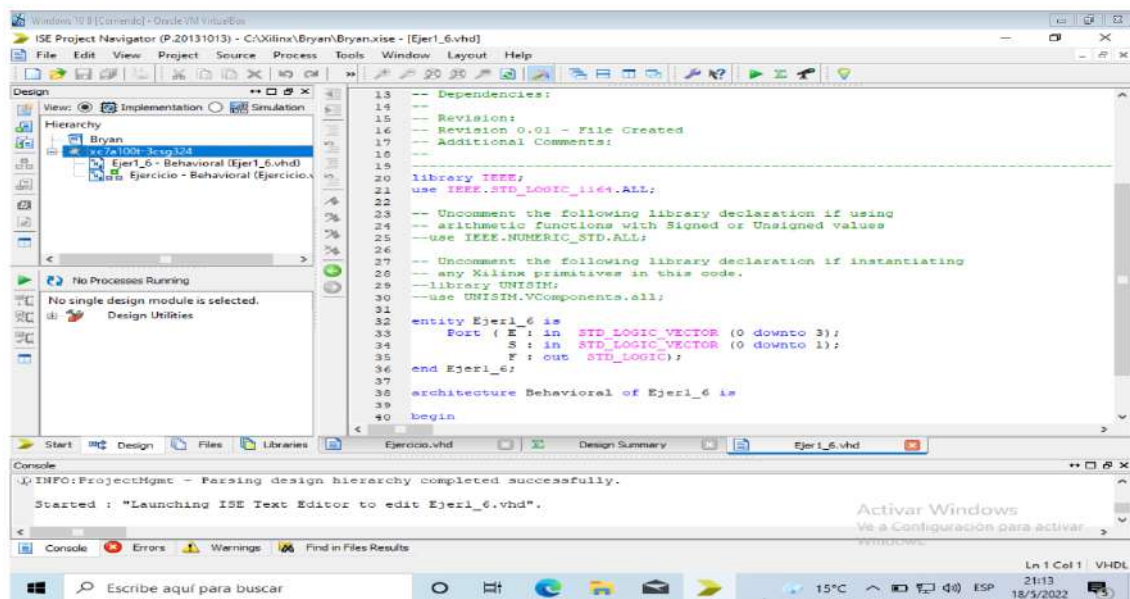 Windows 10 B [Corriendo] - Oracle VM VirtualBox
ISE Project Navigator (P.20131013) - C:\Xilinx\Bryan\Bryan.xise - [Ejer1_6.vhd]
File Edit View Project Source Process Tools Window Layout Help
Design
View: Implementation Simulation
Hierarchy
Bryan
xc7a100t-3csg324
Ejer1_6 - Behavioral (Ejer1_6.vhd)
Ejercicio - Behavioral (Ejercicio.v
No Processes Running
No single design module is selected.
Design Utilities
13 -- Dependencies:
14 --
15 -- Revision:
16 -- Revision 0.01 - File Created
17 -- Additional Comments:
18 --
19 ----------------------------------------------------------------------------------
20 library IEEE;
21 use IEEE.STD_LOGIC_1164.ALL;
22
23 -- Uncomment the following library declaration if using
24 -- arithmetic functions with Signed or Unsigned values
25 --use IEEE.NUMERIC_STD.ALL;
26
27 -- Uncomment the following library declaration if instantiating
28 -- any Xilinx primitives in this code.
29 --library UNISIM;
30 --use UNISIM.VComponents.all;
31
32 entity Ejer1_6 is
33 Port ( E : in STD_LOGIC_VECTOR (0 downto 3);
34 S : in STD_LOGIC_VECTOR (0 downto 1);
35 F : out STD_LOGIC);
36 end Ejer1_6;
37
38 architecture Behavioral of Ejer1_6 is
39
40 begin
Start Design Files Libraries
Ejercicio.vhd Design Summary Ejer1_6.vhd
Console
INFO:ProjectMgmt - Parsing design hierarchy completed successfully.
Started : "Launching ISE Text Editor to edit Ejer1_6.vhd".
Activar Windows
Ve a Configuración para activar
Windows.
Console Errors Warnings Find in Files Results
Ln 1 Col 1 VHDL
Escribe aquí para buscar
15°C ESP 21:13
18/5/2022